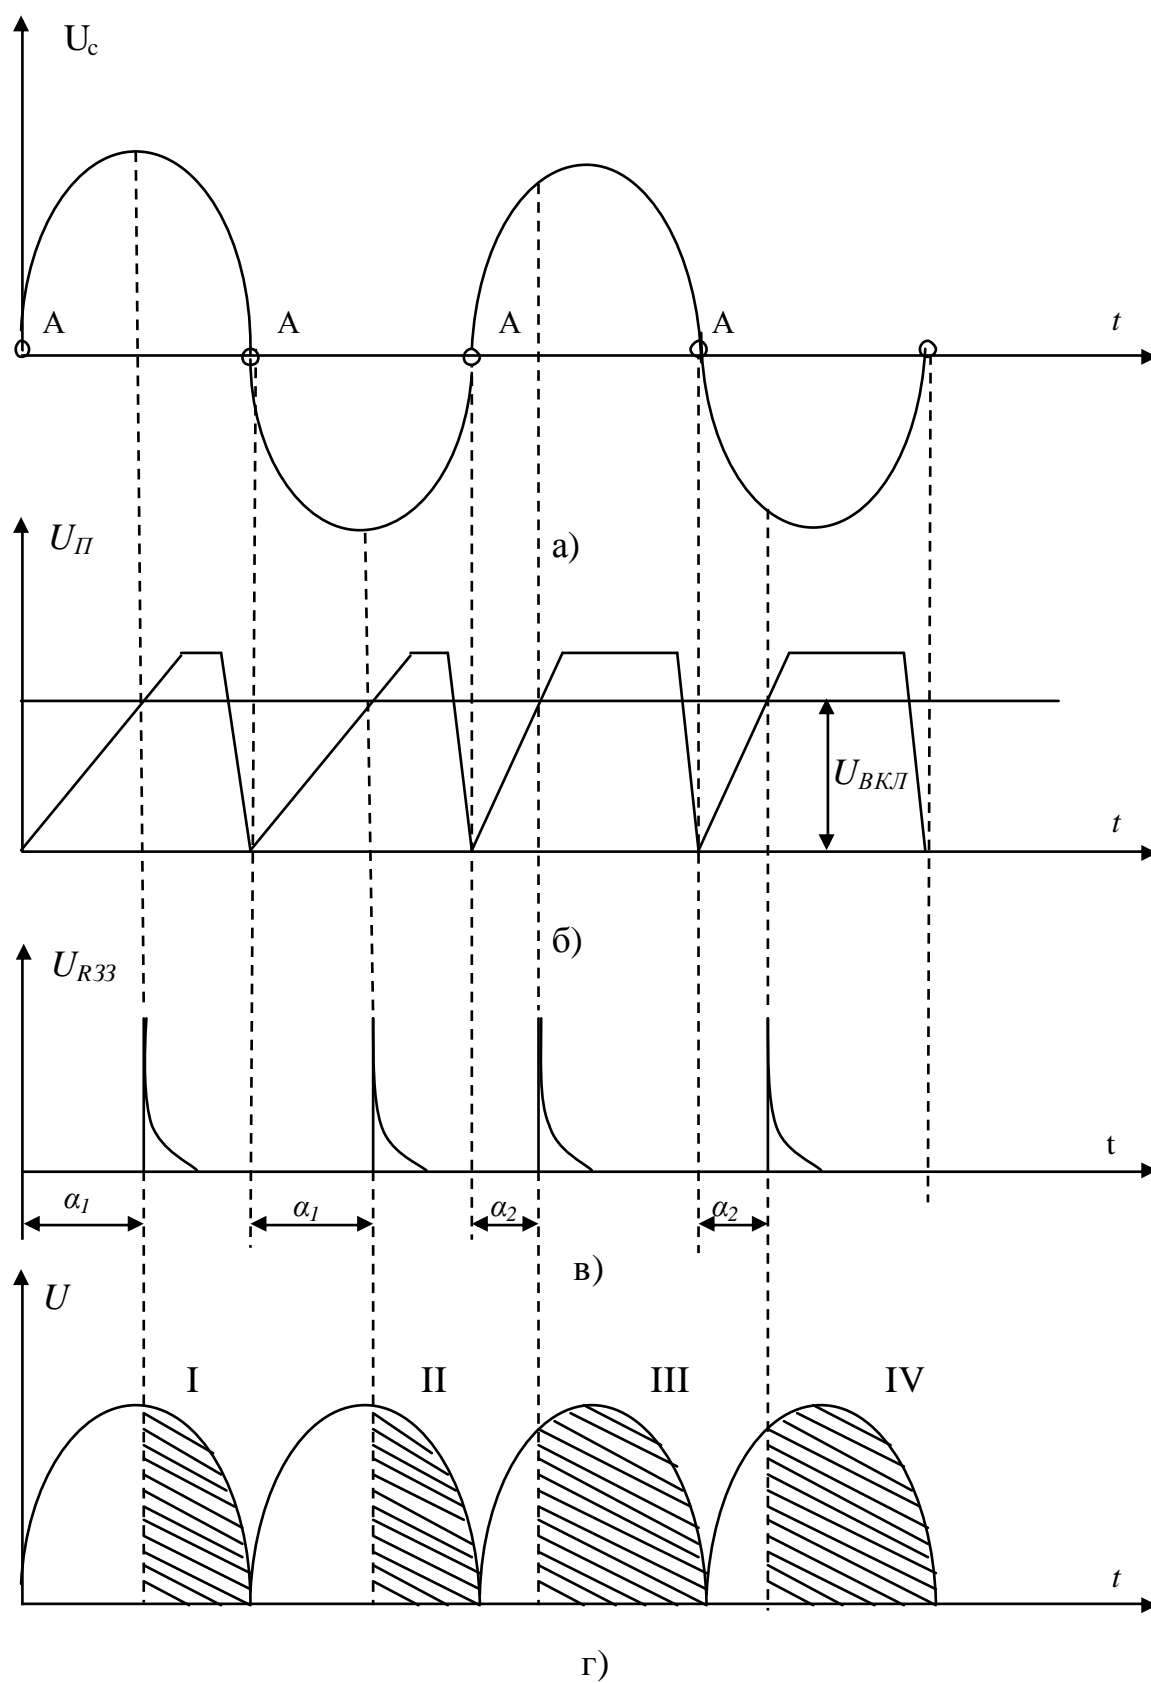 Uc
A A A A t
UП
а)
UВКЛ
t
б)
UR33
t
α1 α1 α2 α2
в)
U
I II III IV
t
г)